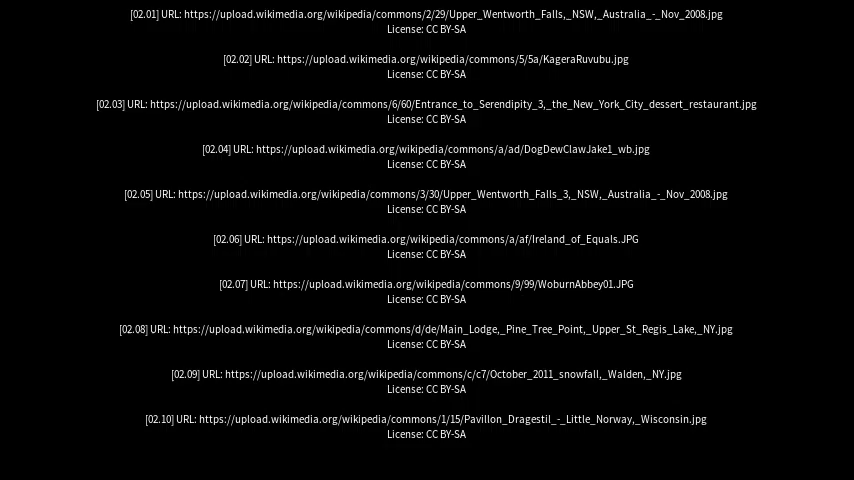 [02.01] URL: https://upload.wikimedia.org/wikipedia/commons/2/29/Upper_Wentworth_Falls,_NSW,_Australia_-_Nov_2008.jpg
License: CC BY-SA
[02.02] URL: https://upload.wikimedia.org/wikipedia/commons/5/5a/KageraRuvubu.jpg
License: CC BY-SA
[02.03] URL: https://upload.wikimedia.org/wikipedia/commons/6/60/Entrance_to_Serendipity_3,_the_New_York_City_dessert_restaurant.jpg
License: CC BY-SA
[02.04] URL: https://upload.wikimedia.org/wikipedia/commons/a/ad/DogDewClawJake1_wb.jpg
License: CC BY-SA
[02.05] URL: https://upload.wikimedia.org/wikipedia/commons/3/30/Upper_Wentworth_Falls_3,_NSW,_Australia_-_Nov_2008.jpg
License: CC BY-SA
[02.06] URL: https://upload.wikimedia.org/wikipedia/commons/a/af/Ireland_of_Equals.JPG
License: CC BY-SA
[02.07] URL: https://upload.wikimedia.org/wikipedia/commons/9/99/WoburnAbbey01.JPG
License: CC BY-SA
[02.08] URL: https://upload.wikimedia.org/wikipedia/commons/d/de/Main_Lodge,_Pine_Tree_Point,_Upper_St_Regis_Lake,_NY.jpg
License: CC BY-SA
[02.09] URL: https://upload.wikimedia.org/wikipedia/commons/c/c7/October_2011_snowfall,_Walden,_NY.jpg
License: CC BY-SA
[02.10] URL: https://upload.wikimedia.org/wikipedia/commons/1/15/Pavillon_Dragestil_-_Little_Norway,_Wisconsin.jpg
License: CC BY-SA